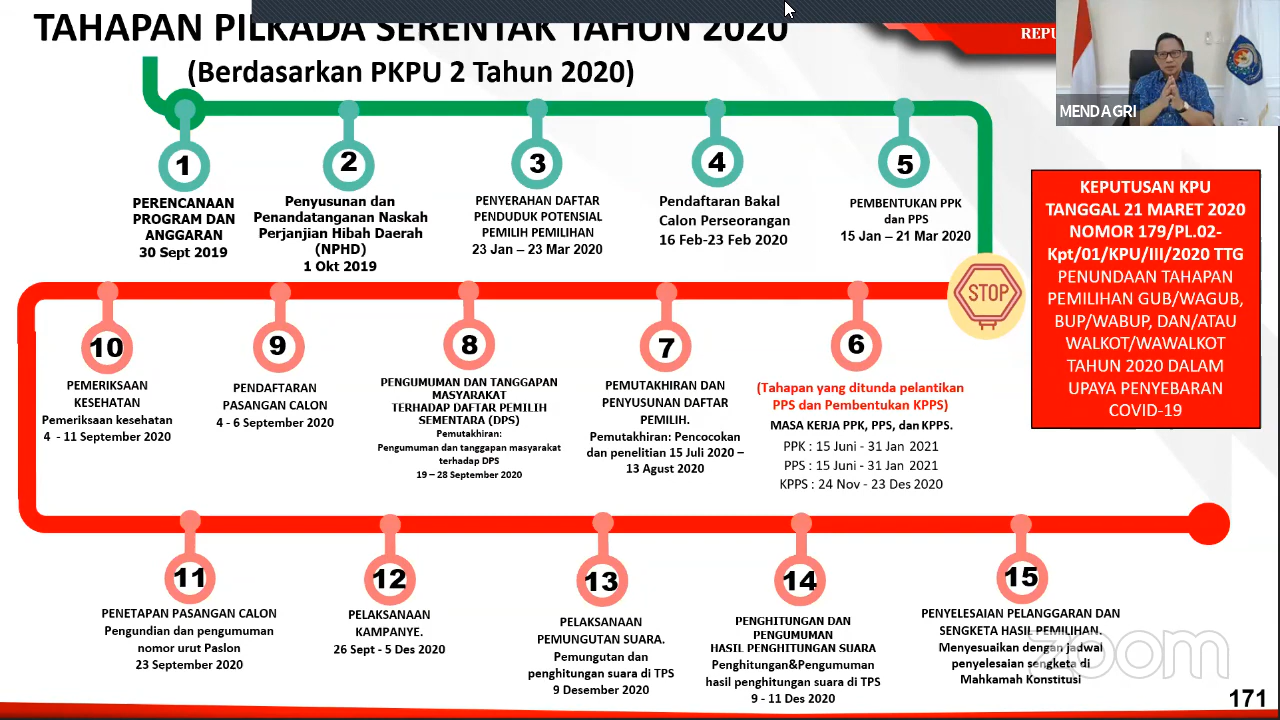 TAHAPAN PILKADA SERENTAK TAHUN 2020
(Berdasarkan PKPU 2 Tahun 2020)
MENDAGRI
1
PERENCANAAN
PROGRAM DAN
ANGGARAN
30 Sept 2019
2
Penyusunan dan
Penandatanganan Naskah
Perjanjian Hibah Daerah
(NPHD)
1 Okt 2019
3
PENYERAHAN DAFTAR
PENDUDUK POTENSIAL
PEMILIH PEMILIHAN
23 Jan – 23 Mar 2020
4
Pendaftaran Bakal
Calon Perseorangan
16 Feb-23 Feb 2020
5
PEMBENTUKAN PPK
dan PPS
15 Jan – 21 Mar 2020
STOP
KEPUTUSAN KPU
TANGGAL 21 MARET 2020
NOMOR 179/PL.02-
Kpt/01/KPU/III/2020 TTG
PENUNDAAN TAHAPAN
PEMILIHAN GUB/WAGUB,
BUP/WABUP, DAN/ATAU
WALKOT/WAWALKOT
TAHUN 2020 DALAM
UPAYA PENYEBARAN
COVID-19
10
PEMERIKSAAN
KESEHATAN
Pemeriksaan kesehatan
4 - 11 September 2020
9
PENDAFTARAN
PASANGAN CALON
4 - 6 September 2020
8
PENGUMUMAN DAN TANGGAPAN
MASYARAKAT
TERHADAP DAFTAR PEMILIH
SEMENTARA (DPS)
Pemutakhiran:
Pengumuman dan tangapan masyarakat
terhadap DPS
19 – 28 September 2020
7
PEMUTAKHIRAN DAN
PENYUSUNAN DAFTAR
PEMILIH.
Pemutakhiran: Pencocokan
dan penelitian 15 Juli 2020 –
13 Agust 2020
6
(Tahapan yang ditunda pelantikan
PPS dan Pembentukan KPPS)
MASA KERJA PPK, PPS, dan KPPS.
PPK : 15 Juni - 31 Jan 2021
PPS : 15 Juni - 31 Jan 2021
KPPS : 24 Nov - 23 Des 2020
11
PENETAPAN PASANGAN CALON
Pengundian dan pengumuman
nomor urut Paslon
23 September 2020
12
PELAKSANAAN
KAMPANYE.
26 Sept - 5 Des 2020
13
PELAKSANAAN
PEMUNGUTAN SUARA.
Pemungutan dan
penghitungan suara di TPS
9 Desember 2020
14
PENGHITUNGAN DAN
PENGUMUMAN
HASIL PENGHITUNGAN SUARA
Penghitungan&Pengumuman
hasil penghitungan suara di TPS
9 - 11 Des 2020
15
PENYELESAIAN PELANGGARAN DAN
SENGKETA HASIL PEMILIHAN.
Menyesuaikan dengan jadwal
penyelesaian sengketa di
Mahkamah Konstitusi
zoom
171